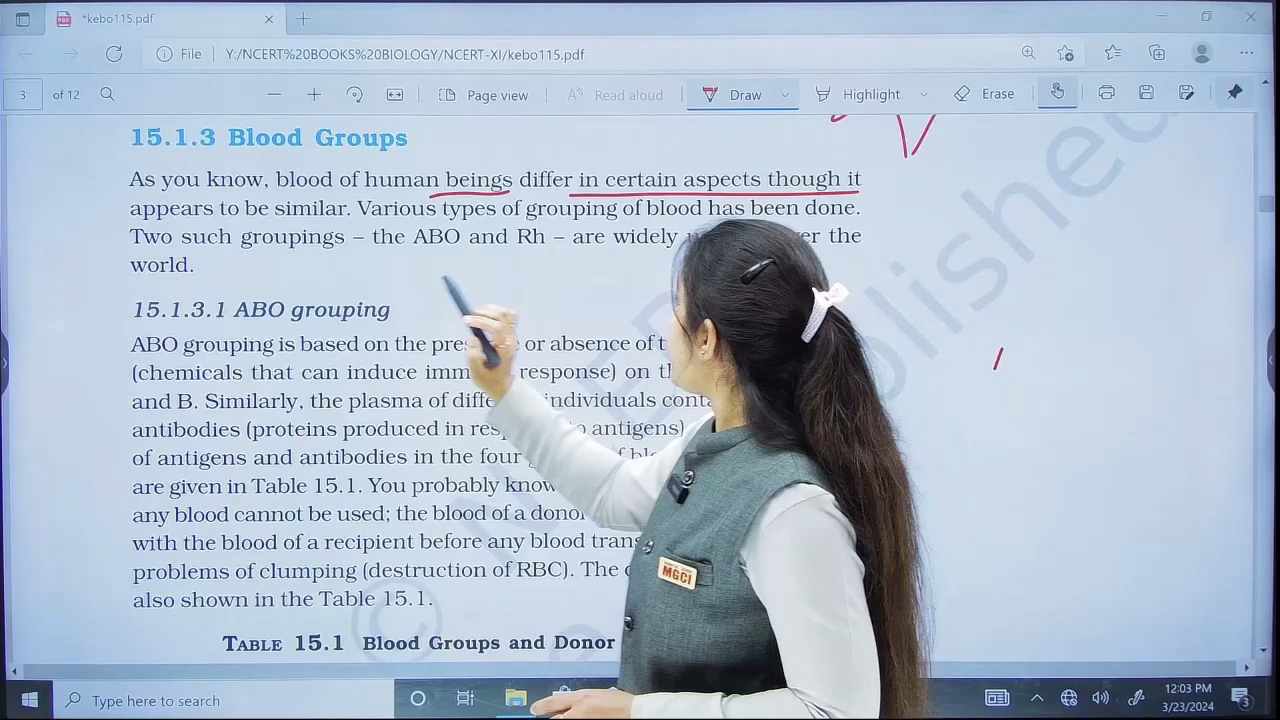 *kebo115.pdf
File
Y:/NCERT%20BOOKS%20BIOLOGY/NCERT-XI/kebo115.pdf
3 of 12
Page view
Read aloud
Draw
Highlight
Erase
15.1.3 Blood Groups
As you know, blood of human beings differ in certain aspects though it
appears to be similar. Various types of grouping of blood has been done.
Two such groupings – the ABO and Rh – are widely the
world.
15.1.3.1 ABO grouping
ABO grouping is based on the or absence of
(chemicals that can induce response) on
and B. Similarly, the plasma of individuals
antibodies (proteins produced in antigens)
of antigens and antibodies in the four of
are given in Table 15.1. You probably know
any blood cannot be used; the blood of a donor
with the blood of a recipient before any blood
problems of clumping (destruction of RBC). The
also shown in the Table 15.1.
TABLE 15.1 Blood Groups and Donor
MGCI
Type here to search
12:03 PM
3/23/2024
3